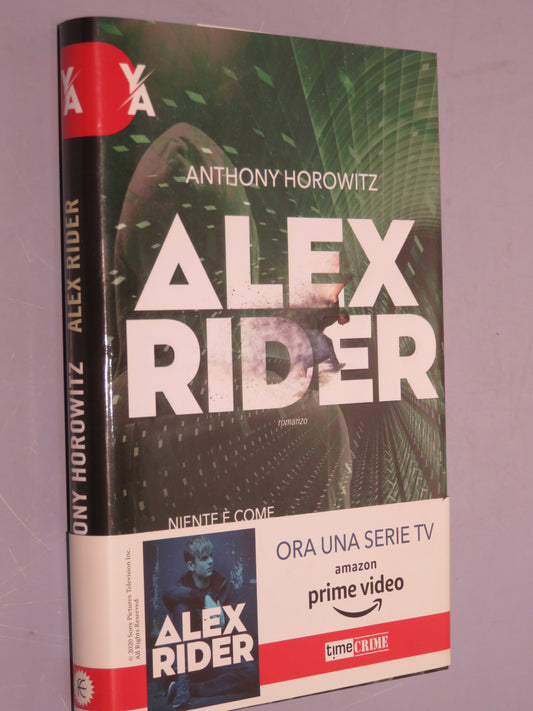 YA
YA
ANTHONY HOROWITZ
ALEX
RIDER
romanzo
NIENTE È COME
ONY HOROWITZ ALEX RIDER
© 2020 Sony Pictures Television Inc.
All Rights Reserved.
ALEX
RIDER
ORA UNA SERIE TV
amazon
prime video
time CRIME